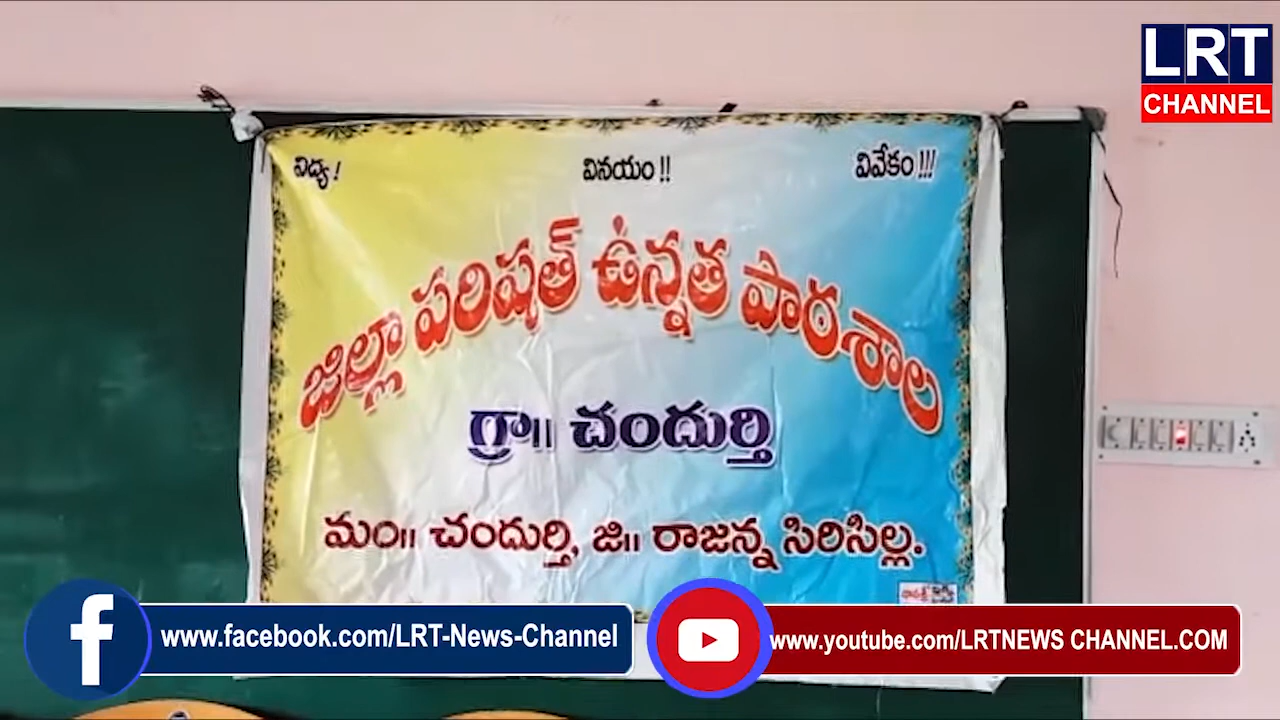 LRT
CHANNEL
విద్య ! వినయం !! వివేకం !!!
జిల్లా పరిషత్ ఉన్నత పాఠశాల
గ్రా॥ చందుర్తి
మం॥ చందుర్తి, జి॥ రాజన్న సిరిసిల్ల.
www.facebook.com/LRT-News-Channel
www.youtube.com/LRTNEWS CHANNEL.COM